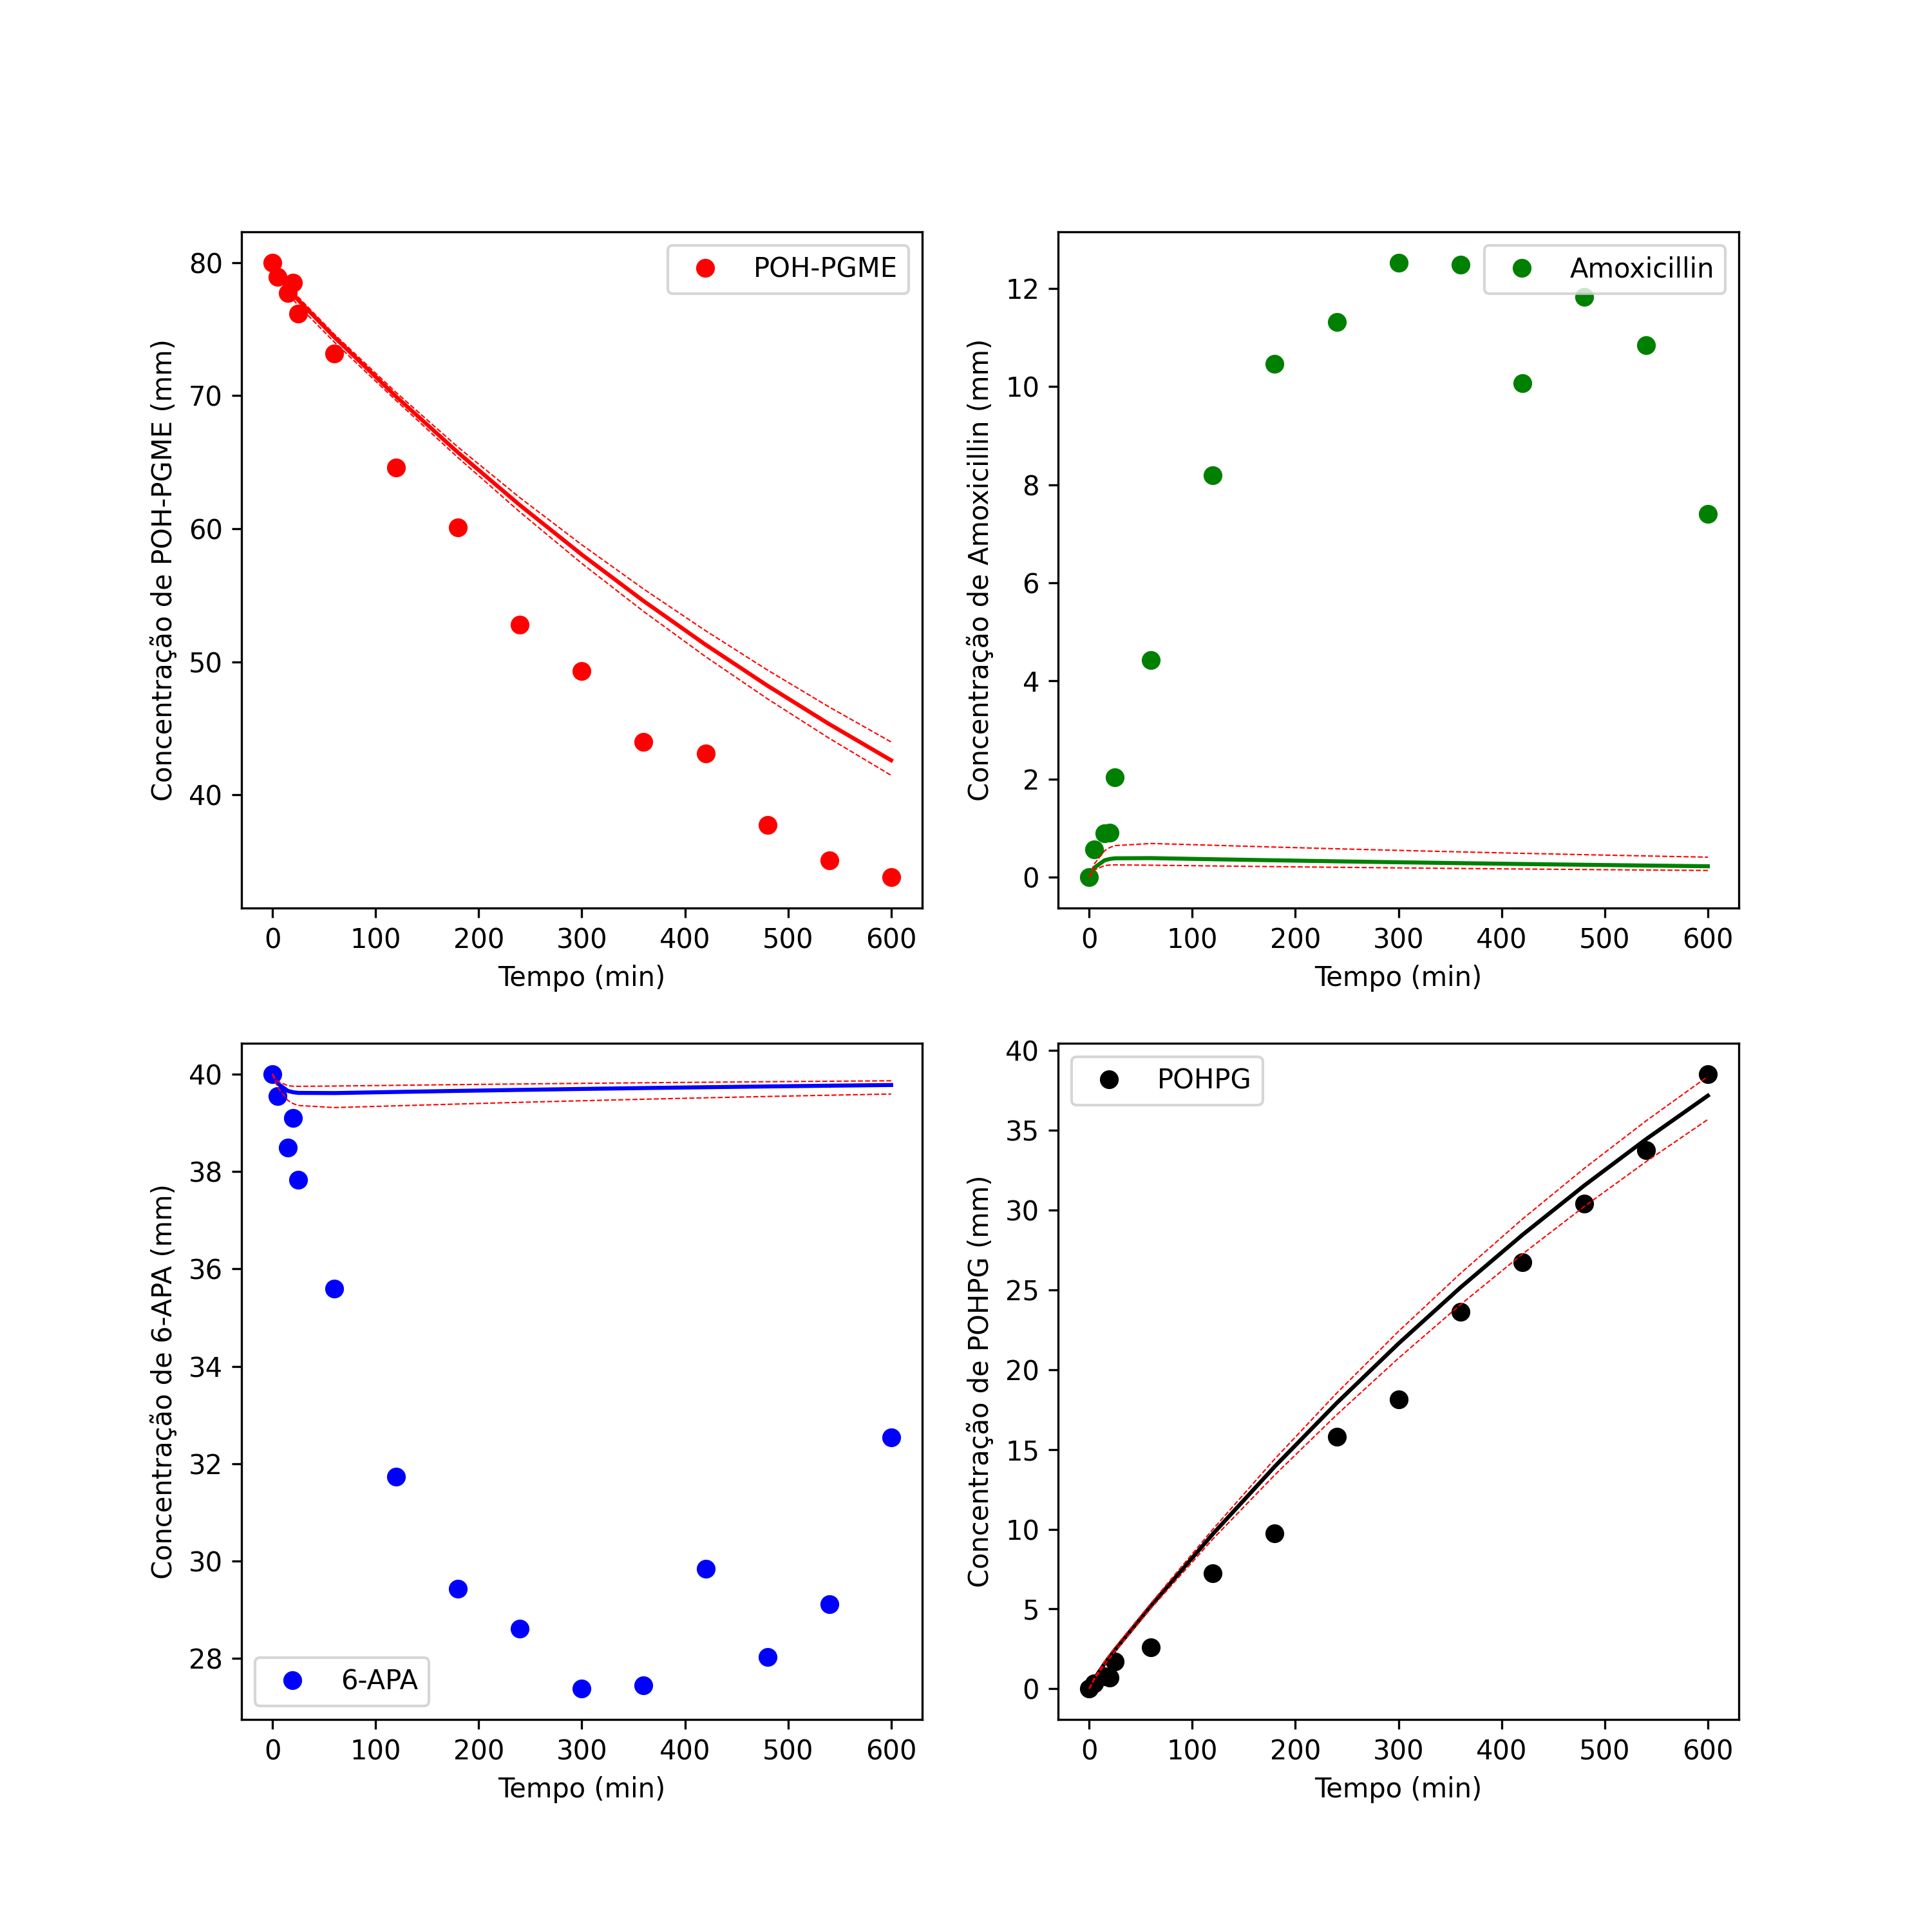 POH-PGME
Concentração de POH-PGME (mm)
80
70
60
50
40
0 100 200 300 400 500 600
Tempo (min)
Amoxicillin
Concentração de Amoxicillin (mm)
12
10
8
6
4
2
0
0 100 200 300 400 500 600
Tempo (min)
6-APA
Concentração de 6-APA (mm)
40
38
36
34
32
30
28
0 100 200 300 400 500 600
Tempo (min)
POHPG
Concentração de POHPG (mm)
40
35
30
25
20
15
10
5
0
0 100 200 300 400 500 600
Tempo (min)